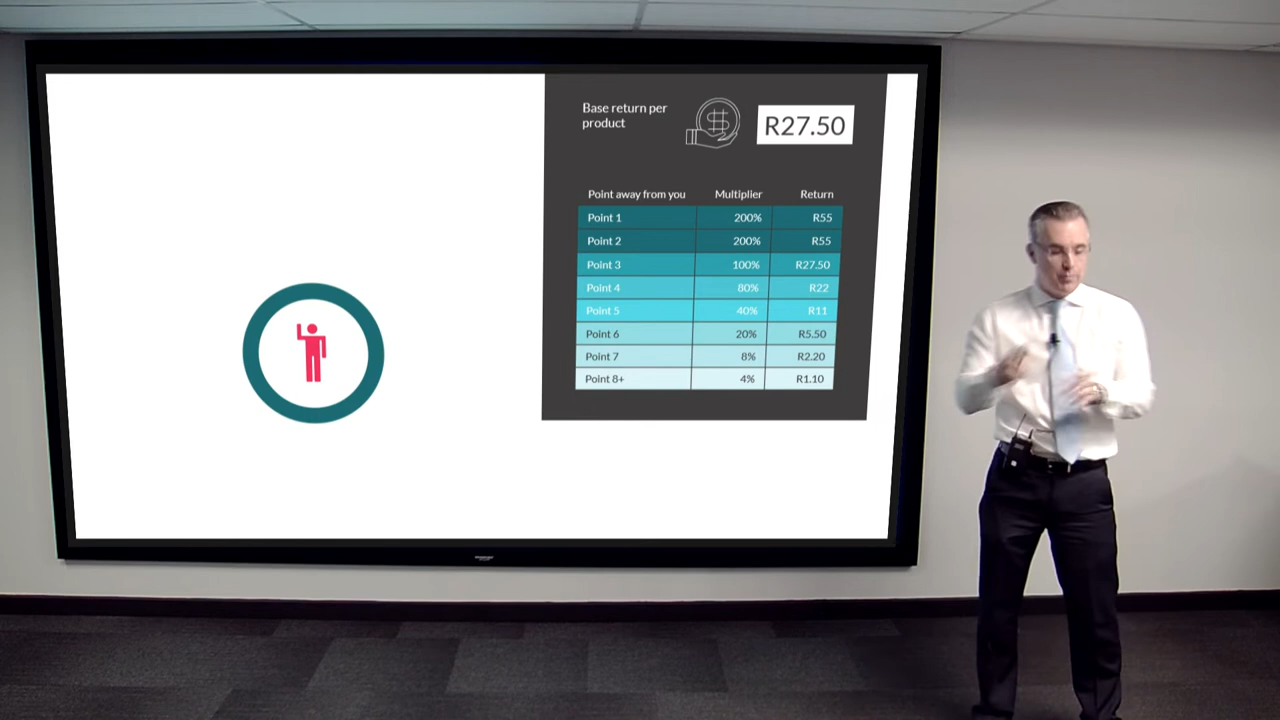 Base return per
product
R27.50
Point away from you Multiplier Return
Point 1 200% R55
Point 2 200% R55
Point 3 100% R27.50
Point 4 80% R22
Point 5 40% R11
Point 6 20% R5.50
Point 7 8% R2.20
Point 8+ 4% R1.10